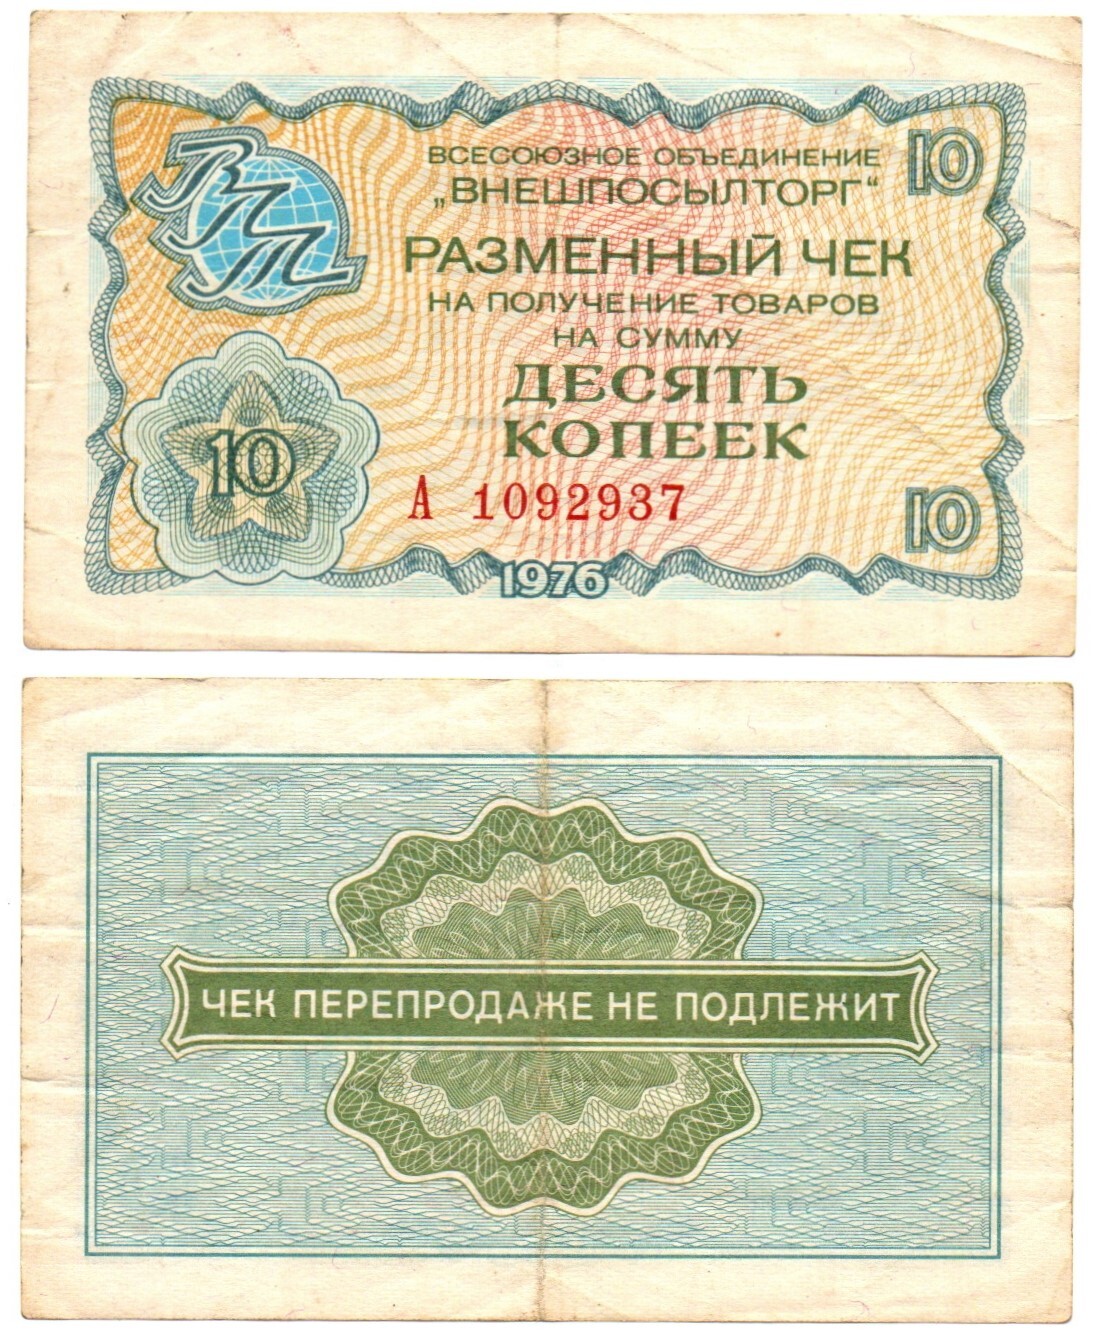 ВПТ
ВСЕСОЮЗНОЕ ОБЪЕДИНЕНИЕ
„ВНЕШПОСЫЛТОРГ“
10
РАЗМЕННЫЙ ЧЕК
НА ПОЛУЧЕНИЕ ТОВАРОВ
НА СУММУ
ДЕСЯТЬ
КОПЕЕК
10
А 1092937
10
1976
ЧЕК ПЕРЕПРОДАЖЕ НЕ ПОДЛЕЖИТ